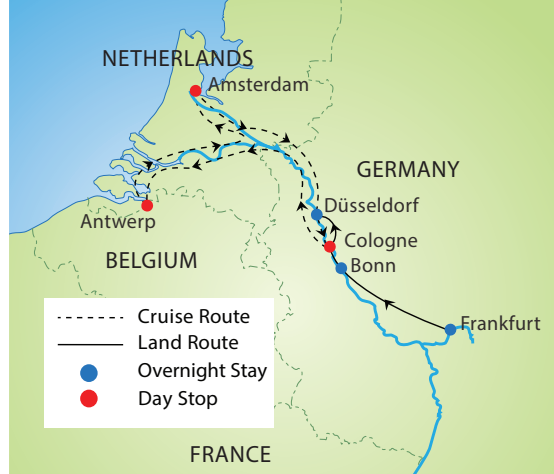 NETHERLANDS
Amsterdam
GERMANY
Düsseldorf
Antwerp
Cologne
BELGIUM
Bonn
Cruise Route
Land Route
Frankfurt
Overnight Stay
Day Stop
FRANCE